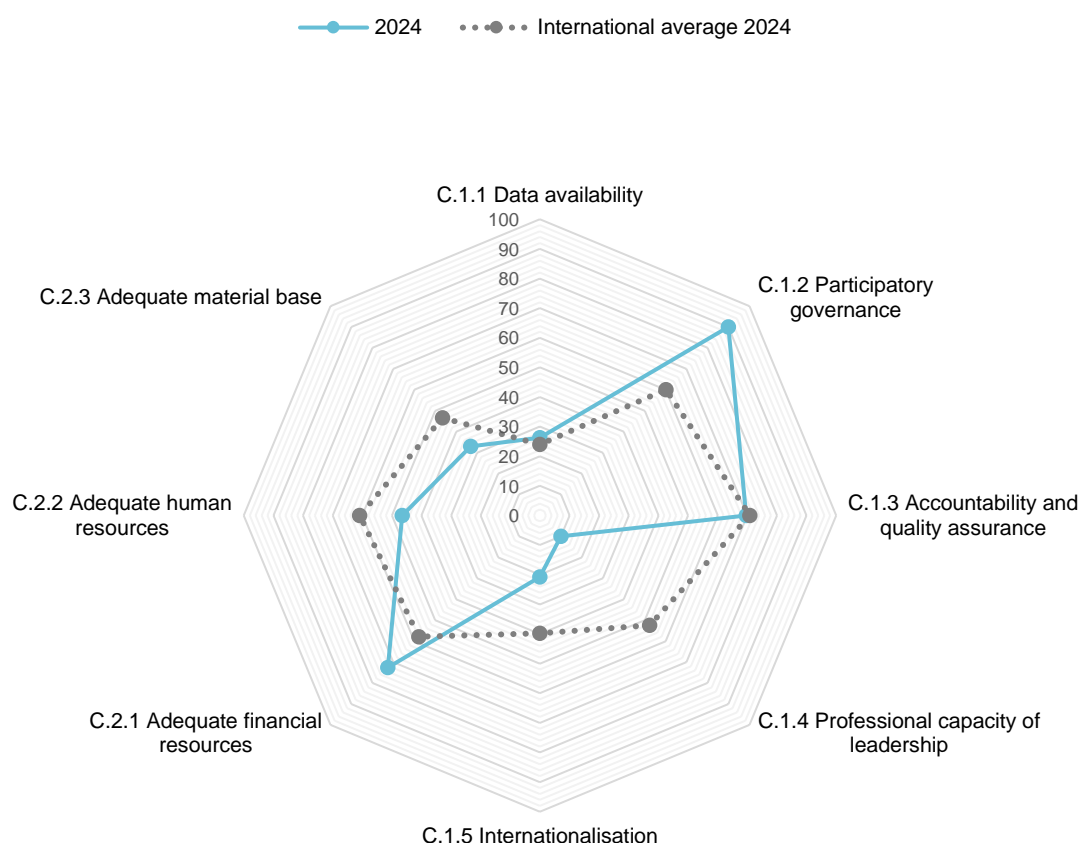 2024
International average 2024
C.1.1 Data availability
100
90
80
70
60
50
40
30
20
10
0
C.1.2 Participatory
governance
C.1.3 Accountability and
quality assurance
C.1.4 Professional capacity of
leadership
C.1.5 Internationalisation
C.2.1 Adequate financial
resources
C.2.2 Adequate human
resources
C.2.3 Adequate material base